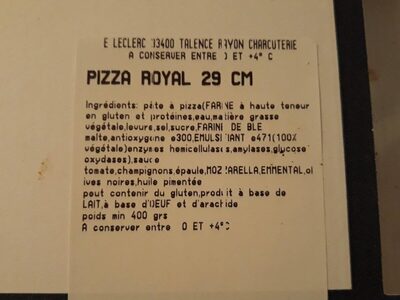 E LECLERC 33400 TALENCE RAYON CHARCUTERIE
A CONSERVER ENTRE 0 ET +4° C
PIZZA ROYAL 29 CM
Ingrédients: pâte à pizza(FARINE à haute teneur
en gluten et protéines,eau,matière grasse
végétale,levure,sel,sucre,FARINE DE BLE
malte,antioxygène e300,EMULSIFIANT e471(100%
végétale)enzymes hemicellulases,amylases,glucose
oxydases),sauce
tomate,champignons,épaule,MOZZARELLA,EMMENTAL,ol
ives noires,huile pimentée
peut contenir du gluten,produit à base de
LAIT,à base d'OEUF et d'arachide
poids min 400 grs
A conserver entre 0 ET +4°C